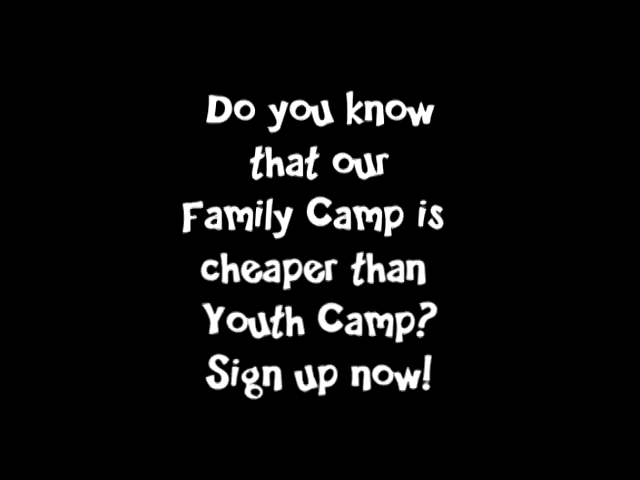 Do you know
that our
Family Camp is
cheaper than
Youth Camp?
Sign up now!